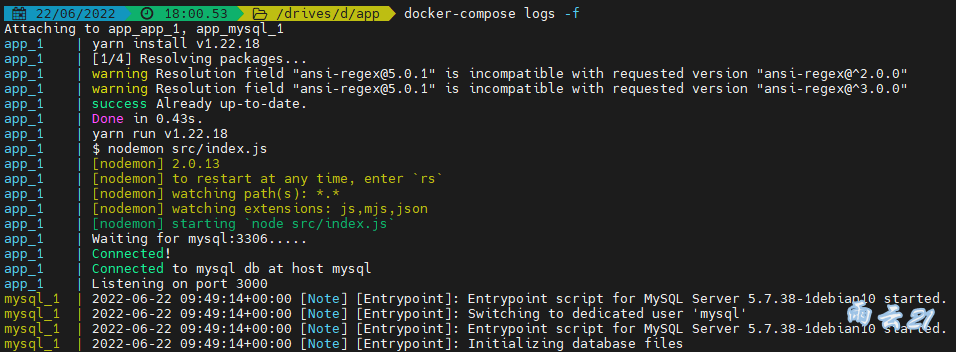 22/06/2022 18:00.53 /drives/d/app docker-compose logs -f
Attaching to app_app_1, app_mysql_1
app_1 | yarn install v1.22.18
app_1 | [1/4] Resolving packages...
app_1 | warning Resolution field "ansi-regex@5.0.1" is incompatible with requested version "ansi-regex@^2.0.0"
app_1 | warning Resolution field "ansi-regex@5.0.1" is incompatible with requested version "ansi-regex@^3.0.0"
app_1 | success Already up-to-date.
app_1 | Done in 0.43s.
app_1 | yarn run v1.22.18
app_1 | $ nodemon src/index.js
app_1 | [nodemon] 2.0.13
app_1 | [nodemon] to restart at any time, enter `rs`
app_1 | [nodemon] watching path(s): *.*
app_1 | [nodemon] watching extensions: js,mjs,json
app_1 | [nodemon] starting `node src/index.js`
app_1 | Waiting for mysql:3306.....
app_1 | Connected!
app_1 | Connected to mysql db at host mysql
app_1 | Listening on port 3000
mysql_1 | 2022-06-22 09:49:14+00:00 [Note] [Entrypoint]: Entrypoint script for MySQL Server 5.7.38-1debian10 started.
mysql_1 | 2022-06-22 09:49:14+00:00 [Note] [Entrypoint]: Switching to dedicated user 'mysql'
mysql_1 | 2022-06-22 09:49:14+00:00 [Note] [Entrypoint]: Entrypoint script for MySQL Server 5.7.38-1debian10 started.
mysql_1 | 2022-06-22 09:49:14+00:00 [Note] [Entrypoint]: Initializing database files
雨云21